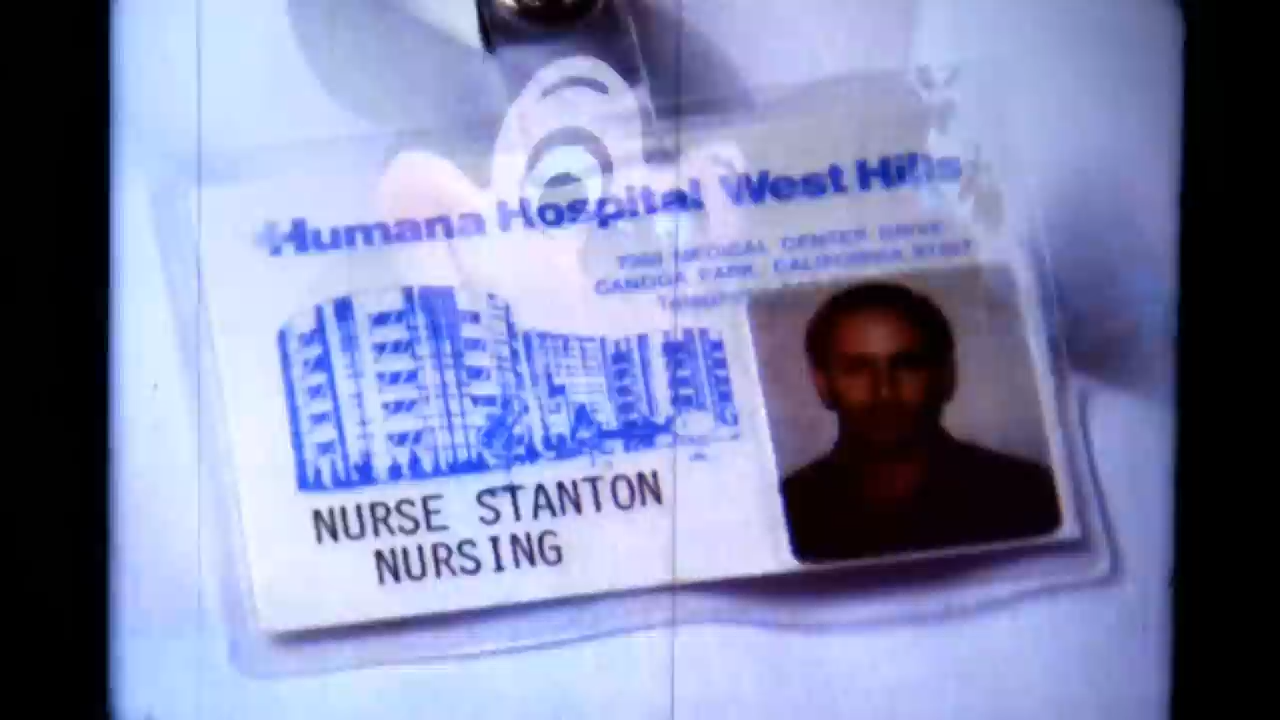 Humana Hospital West Hills
MEDICAL CENTER DRIVE
CANOGA PARK, CALIFORNIA
NURSE STANTON
NURSING